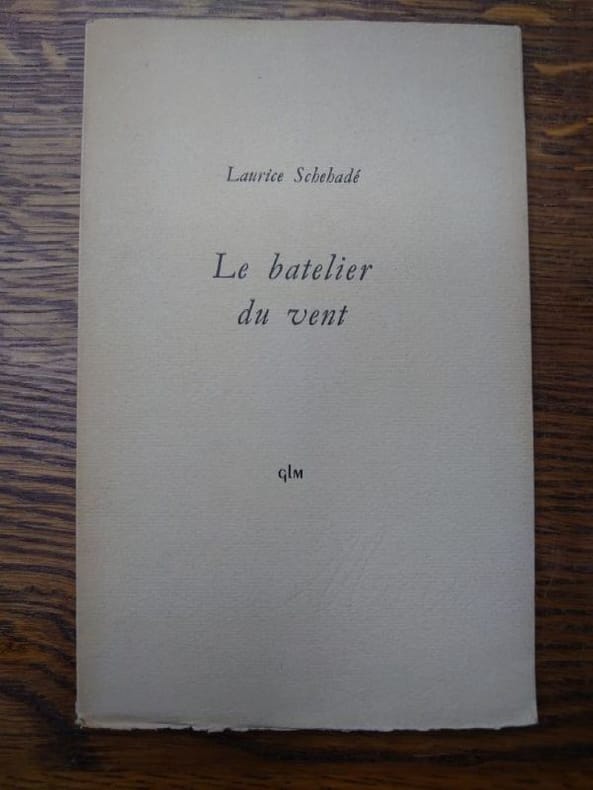 Laurice Schehadé
Le batelier
du vent
glm